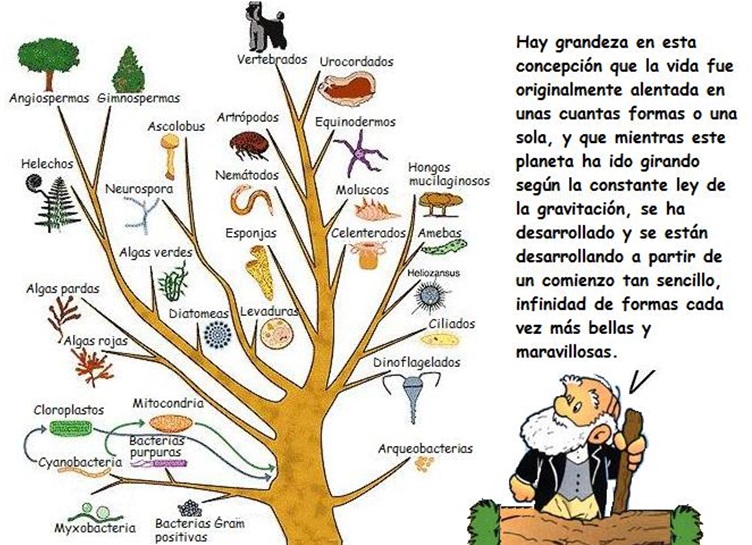 Vertebrados
Urocordados
Angiospermas
Gimnospermas
Ascolobus
Artrópodos
Equinodermos
Helechos
Neurospora
Nemátodos
Moluscos
Hongos
mucilaginosos
Algas verdes
Esponjas
Celenterados
Amebas
Algas pardas
Diatomeas
Levaduras
Heliozansus
Algas rojas
Ciliados
Dinoflagelados
Cloroplastos
Mitocondria
Bacterias
purpuras
Cyanobacteria
Arqueobacterias
Myxobacteria
Bacterias Gram
positivas
Hay grandeza en esta
concepción que la vida fue
originalmente alentada en
unas cuantas formas o una
sola, y que mientras este
planeta ha ido girando
según la constante ley de
la gravitación, se ha
desarrollado y se están
desarrollando a partir de
un comienzo tan sencillo,
infinidad de formas cada
vez más bellas y
maravillosas.